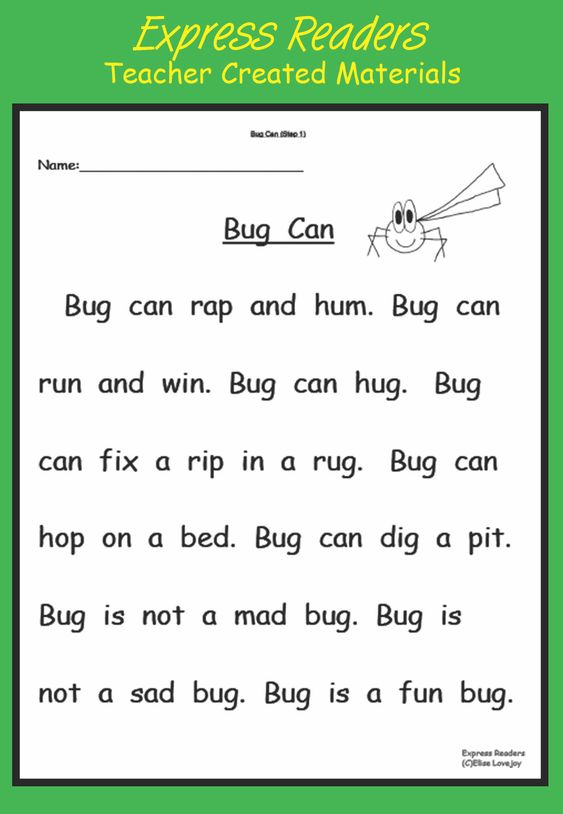 Express Readers
Teacher Created Materials
Bug Can (Step 1)
Name:
Bug Can
Bug can rap and hum. Bug can
run and win. Bug can hug. Bug
can fix a rip in a rug. Bug can
hop on a bed. Bug can dig a pit.
Bug is not a mad bug. Bug is
not a sad bug. Bug is a fun bug.
Express Readers
(C)Elise Lovejoy